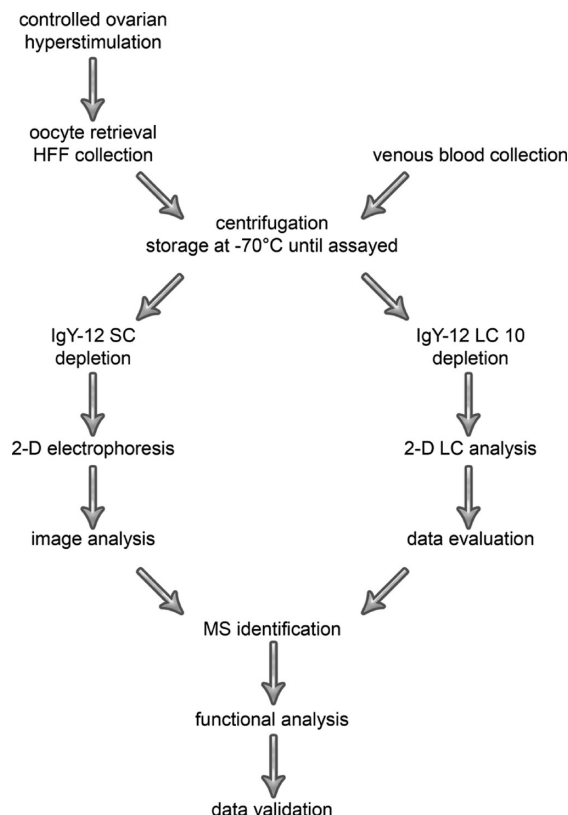 controlled ovarian
hyperstimulation
oocyte retrieval
HFF collection
venous blood collection
centrifugation
storage at -70°C until assayed
IgY-12 SC
depletion
IgY-12 LC 10
depletion
2-D electrophoresis
2-D LC analysis
image analysis
data evaluation
MS identification
functional analysis
data validation